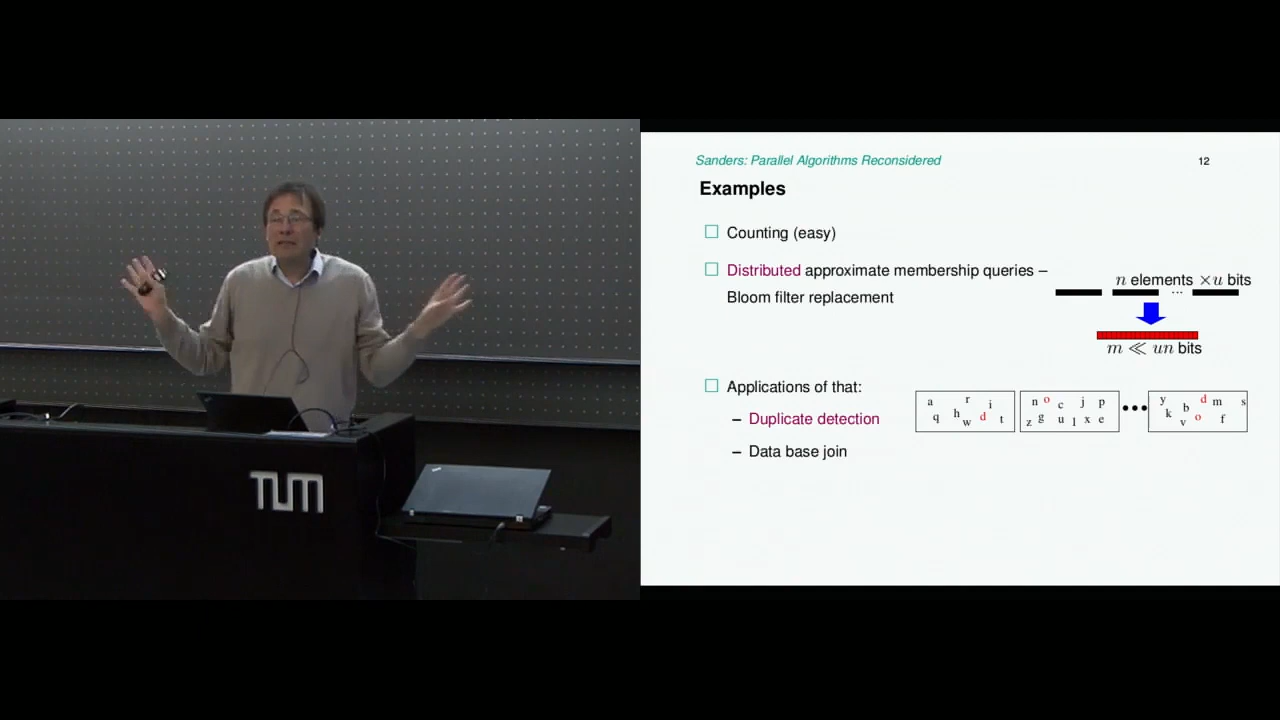 Sanders: Parallel Algorithms Reconsidered 12
Examples
Counting (easy)
Distributed approximate membership queries –
Bloom filter replacement
n elements ×u bits
...
m ≪ un bits
Applications of that:
– Duplicate detection
– Data base join
a r i q h w d t
n o c j p z g u l x e
•••
y d m s k b v o f
TUM